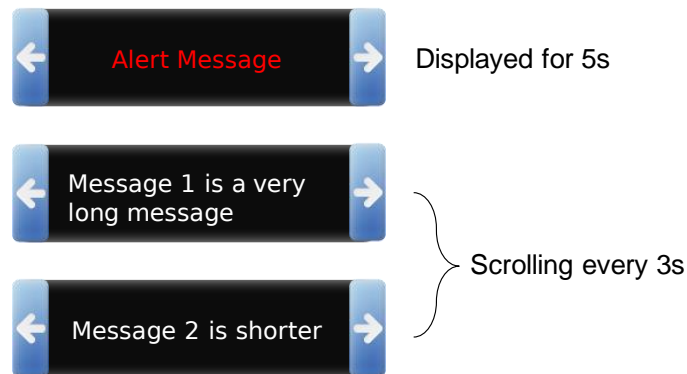 Alert Message
Displayed for 5s
Message 1 is a very
long message
Scrolling every 3s
Message 2 is shorter